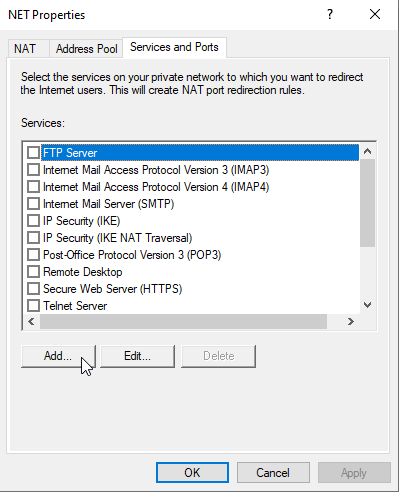 NET Properties
?
NAT
Address Pool
Services and Ports
Select the services on your private network to which you want to redirect
the Internet users. This will create NAT port redirection rules.
Services:
FTP Server
Internet Mail Access Protocol Version 3 (IMAP3)
Internet Mail Access Protocol Version 4 (IMAP4)
Internet Mail Server (SMTP)
IP Security (IKE)
IP Security (IKE NAT Traversal)
Post-Office Protocol Version 3 (POP3)
Remote Desktop
Secure Web Server (HTTPS)
Telnet Server
Add...
Edit...
Delete
OK
Cancel
Apply